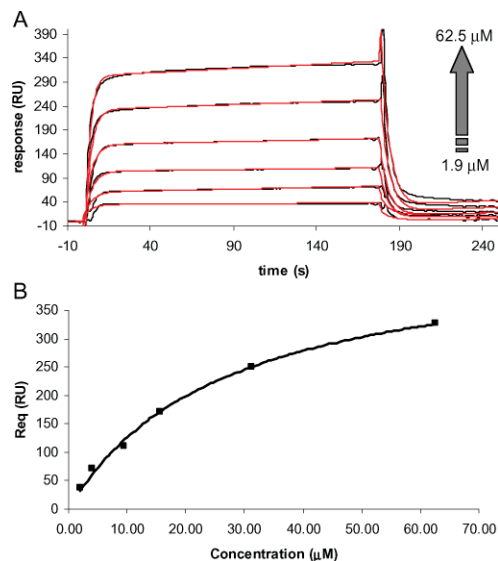 A
response (RU)
390
340
290
240
190
140
90
40
-10
-10 40 90 140 190 240
time (s)
62.5 µM
1.9 µM
B
Req (RU)
350
300
250
200
150
100
50
0
0.00 10.00 20.00 30.00 40.00 50.00 60.00 70.00
Concentration (µM)